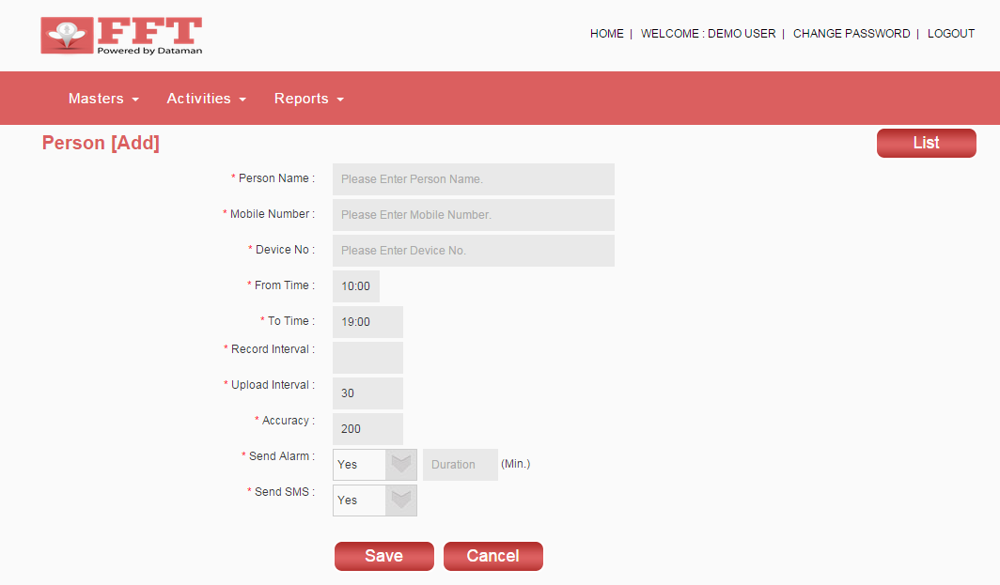 FFT
Powered by Dataman
HOME | WELCOME : DEMO USER | CHANGE PASSWORD | LOGOUT
Masters Activities Reports
Person [Add] List
* Person Name : Please Enter Person Name.
* Mobile Number : Please Enter Mobile Number.
* Device No : Please Enter Device No.
* From Time : 10:00
* To Time : 19:00
* Record Interval :
* Upload Interval : 30
* Accuracy : 200
* Send Alarm : Yes Duration (Min.)
* Send SMS : Yes
Save Cancel